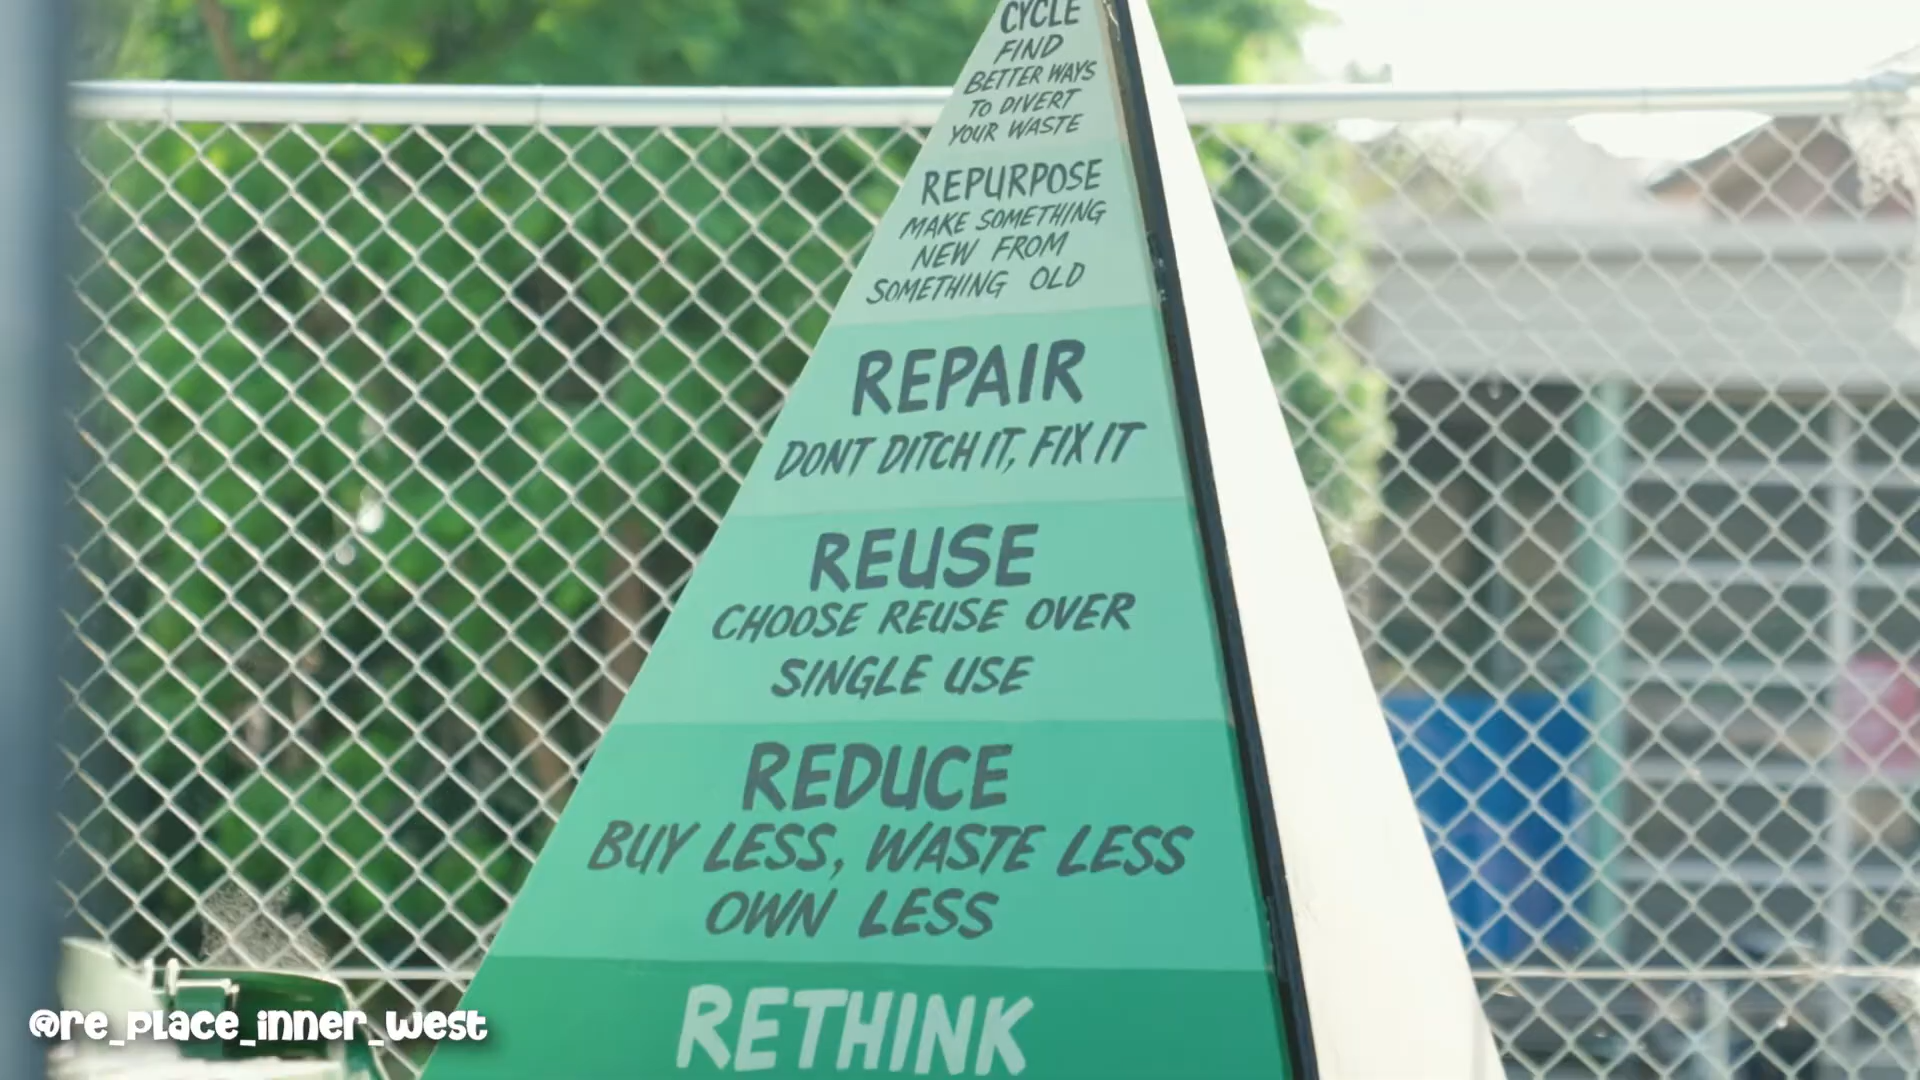 CYCLE
FIND
BETTER WAYS
TO DIVERT
YOUR WASTE
REPURPOSE
MAKE SOMETHING
NEW FROM
SOMETHING OLD
REPAIR
DONT DITCH IT, FIX IT
REUSE
CHOOSE REUSE OVER
SINGLE USE
REDUCE
BUY LESS, WASTE LESS
OWN LESS
RETHINK
@re_place_inner_west